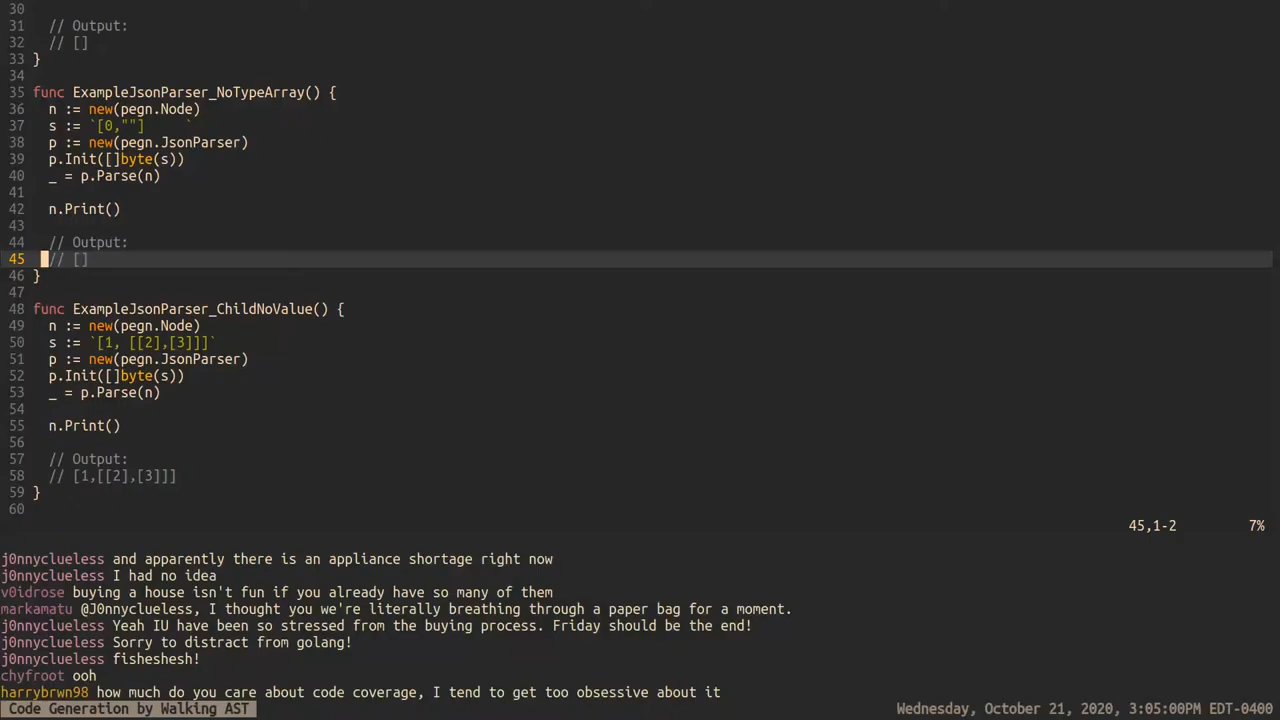 30
31 // Output:
32 // []
33 }
34
35 func ExampleJsonParser_NoTypeArray() {
36 n := new(pegn.Node)
37 s := `[0,""]     `
38 p := new(pegn.JsonParser)
39 p.Init([]byte(s))
40 _ = p.Parse(n)
41
42 n.Print()
43
44 // Output:
45 // []
46 }
47
48 func ExampleJsonParser_ChildNoValue() {
49 n := new(pegn.Node)
50 s := `[1, [[2],[3]]]`
51 p := new(pegn.JsonParser)
52 p.Init([]byte(s))
53 _ = p.Parse(n)
54
55 n.Print()
56
57 // Output:
58 // [1,[[2],[3]]]
59 }
60
45,1-2 7%
j0nnyclueless and apparently there is an appliance shortage right now
j0nnyclueless I had no idea
v0idrose buying a house isn't fun if you already have so many of them
markamatu @J0nnyclueless, I thought you we're literally breathing through a paper bag for a moment.
j0nnyclueless Yeah IU have been so stressed from the buying process. Friday should be the end!
j0nnyclueless Sorry to distract from golang!
j0nnyclueless fisheshesh!
chyfroot ooh
harrybrwn98 how much do you care about code coverage, I tend to get too obsessive about it
Code Generation by Walking AST Wednesday, October 21, 2020, 3:05:00PM EDT-0400